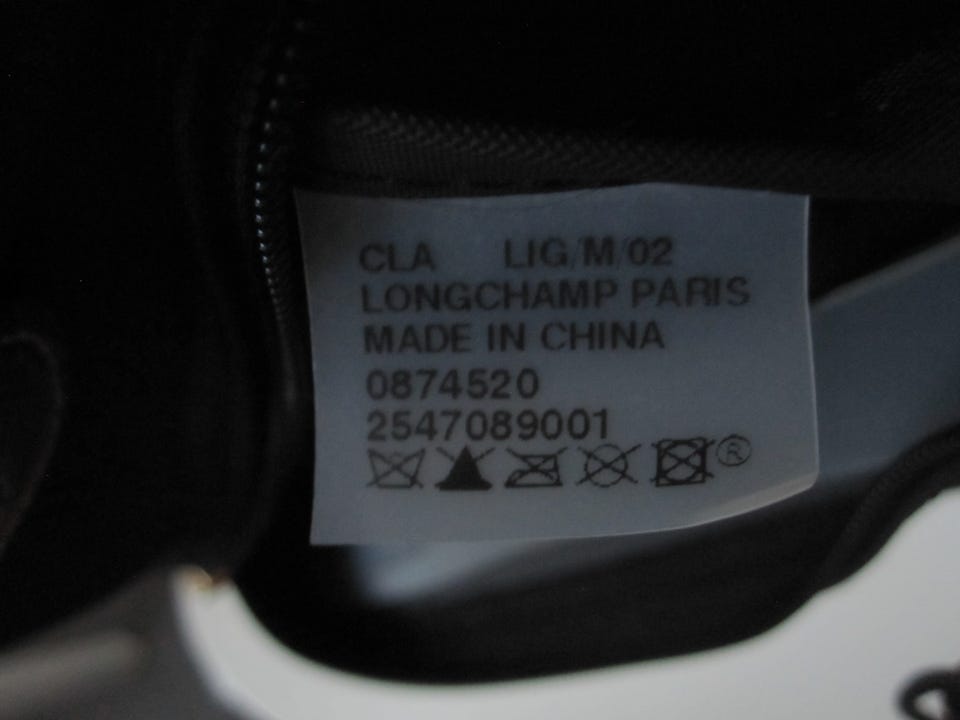 CLA LIG/M/02
LONGCHAMP PARIS
MADE IN CHINA
0874520
2547089001
®